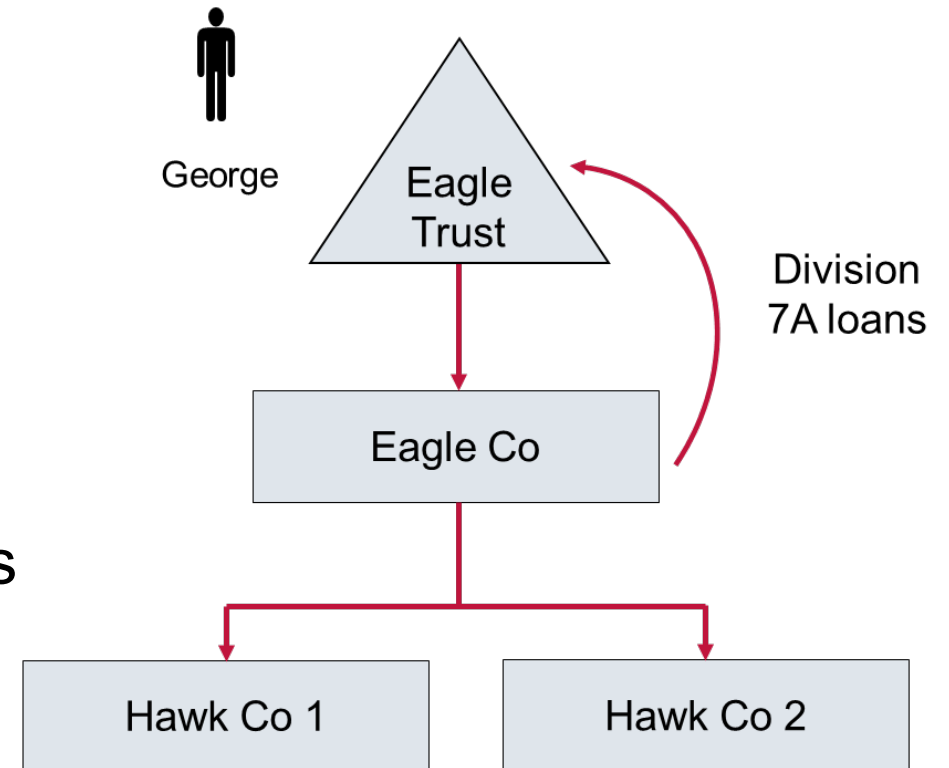 George
Eagle
Trust
Division
7A loans
Eagle Co
s
Hawk Co 1
Hawk Co 2